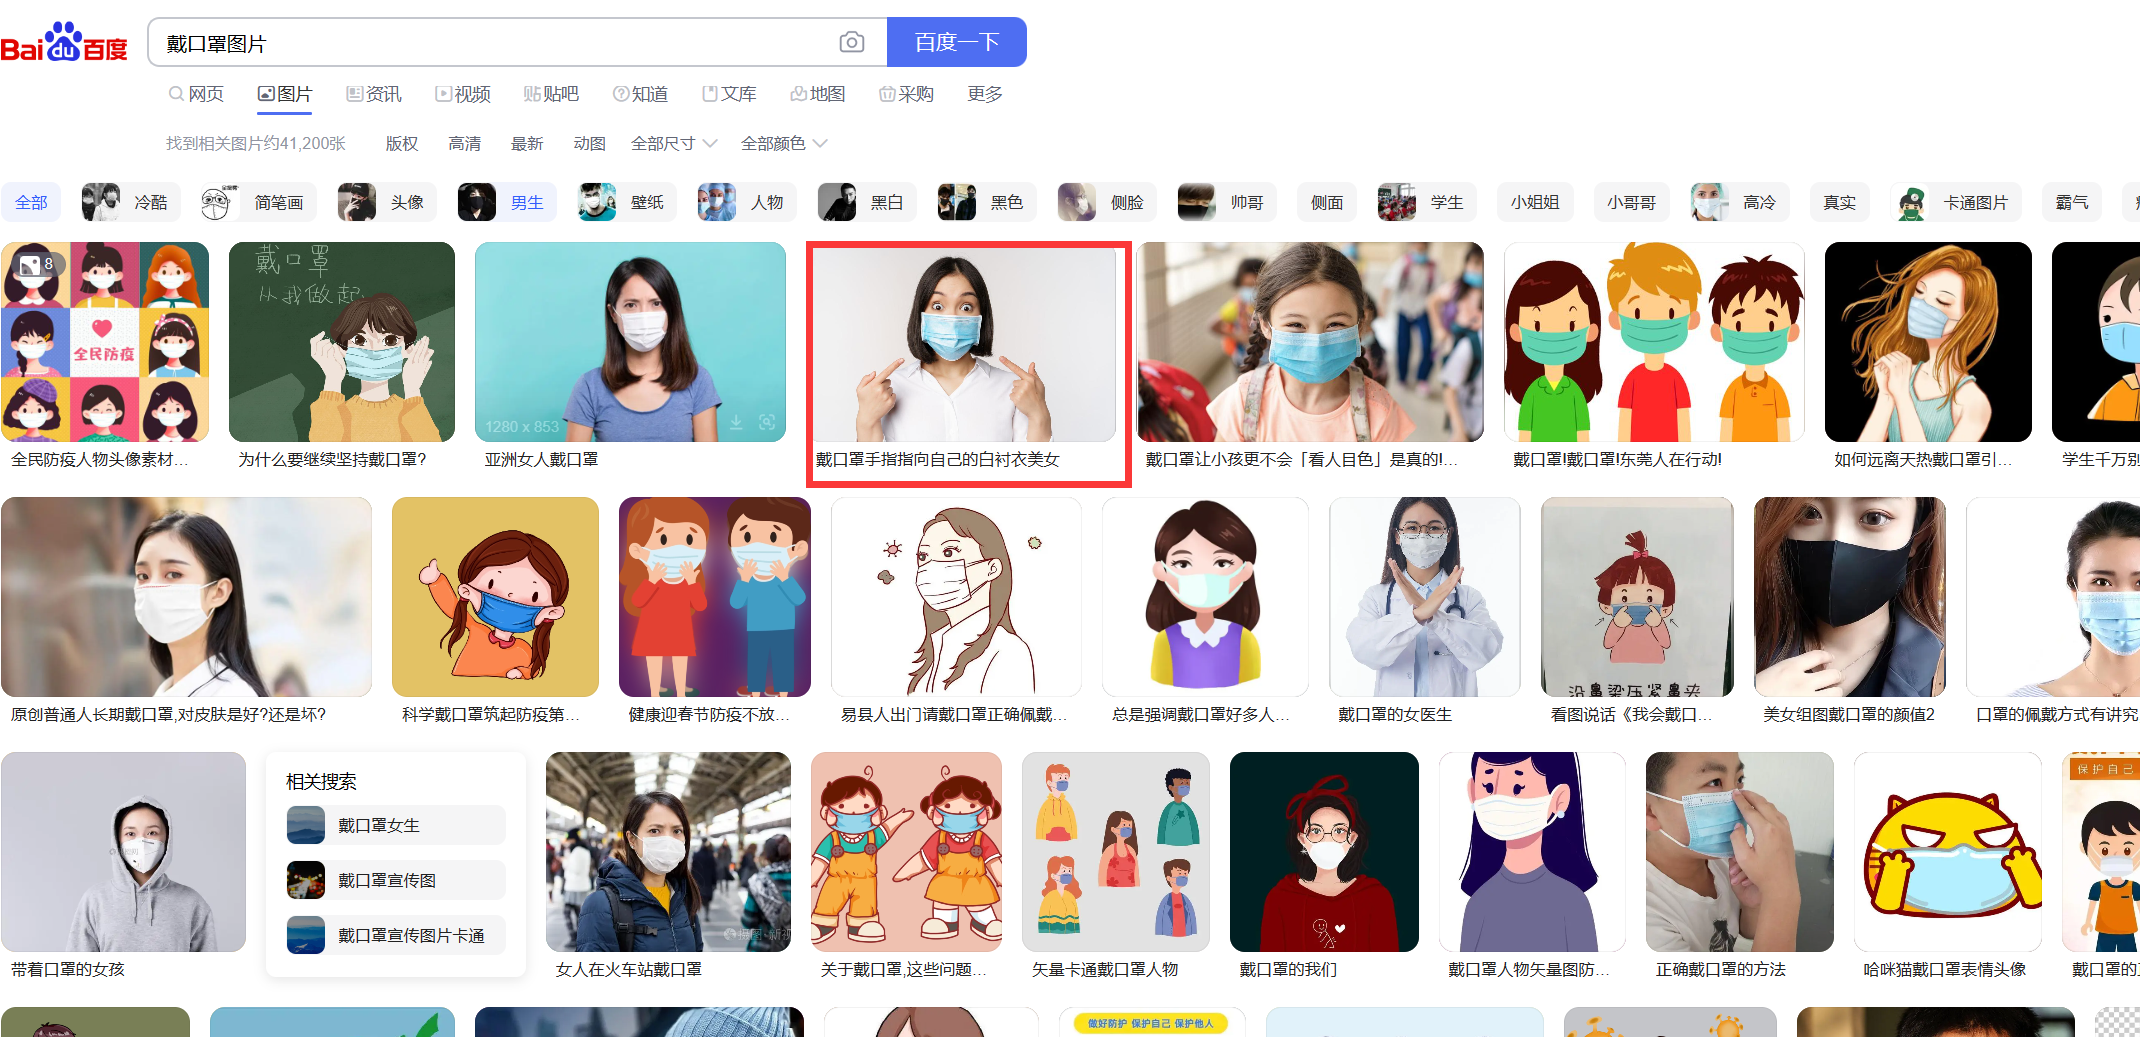 Baidu百度
戴口罩图片
百度一下
网页
图片
资讯
视频
贴吧
知道
文库
地图
采购
更多
找到相关图片约41,200张
版权
高清
最新
动图
全部尺寸
全部颜色
全部
冷酷
简笔画
头像
男生
壁纸
人物
黑白
黑色
侧脸
帅哥
侧面
学生
小姐姐
小哥哥
高冷
真实
卡通图片
霸气
8
全民防疫
戴口罩
从我做起
1280 x 853
全民防疫人物头像素材...
为什么要继续坚持戴口罩?
亚洲女人戴口罩
戴口罩手指指向自己的白衬衣美女
戴口罩让小孩更不会「看人目色」是真的!...
戴口罩!戴口罩!东莞人在行动!
如何远离天热戴口罩引...
学生千万别
没鼻梁压紧鼻夹
原创普通人长期戴口罩,对皮肤是好?还是坏?
科学戴口罩筑起防疫第...
健康迎春节防疫不放...
易县人出门请戴口罩正确佩戴...
总是强调戴口罩好多人...
戴口罩的女医生
看图说话《我会戴口...
美女组图戴口罩的颜值2
口罩的佩戴方式有讲究
相关搜索
戴口罩女生
戴口罩宣传图
戴口罩宣传图片卡通
保护自己
带着口罩的女孩
女人在火车站戴口罩
关于戴口罩,这些问题...
矢量卡通戴口罩人物
戴口罩的我们
戴口罩人物矢量图防...
正确戴口罩的方法
哈咪猫戴口罩表情头像
戴口罩的
做好防护 保护自己 保护他人